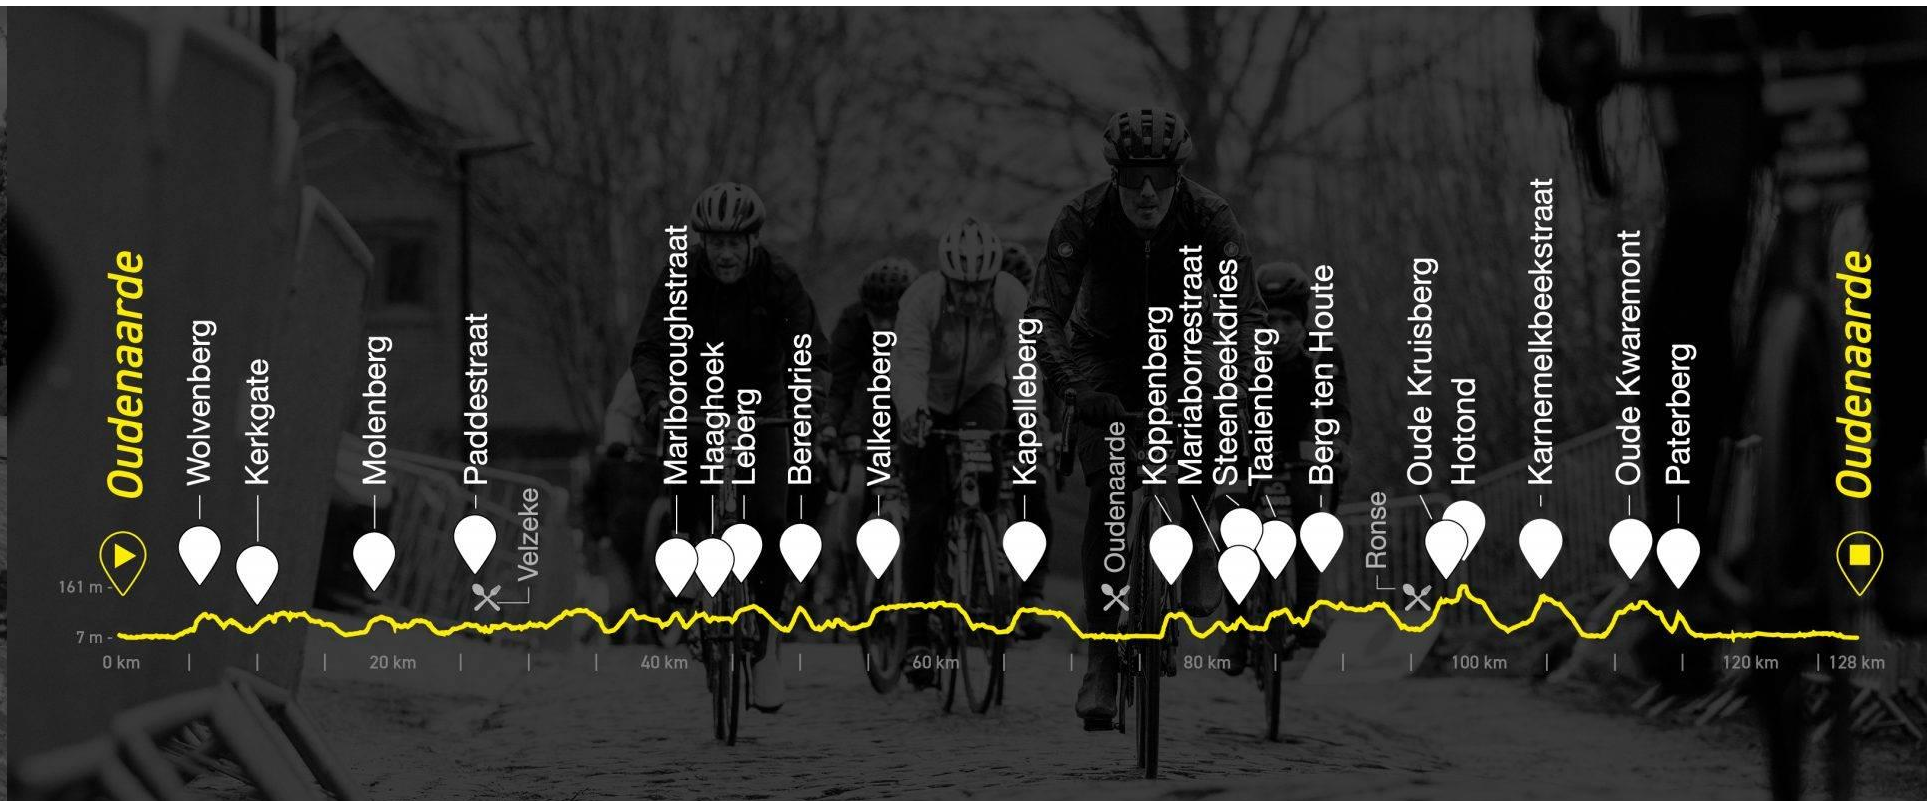 Oudenaarde
Wolvenberg
Kerkgate
Molenberg
Paddestraat
Velzeke
Marlboroughstraat
Haaghoek
Leberg
Berendries
Valkenberg
Kapelleberg
Oudenaarde
Koppenberg
Mariaborrestraat
Steenbeekdries
Taaienberg
Berg ten Houte
Ronse
Oude Kruisberg
Hotond
Karnemelkbeekstraat
Oude Kwaremont
Paterberg
Oudenaarde
161 m
7 m
0 km 20 km 40 km 60 km 80 km 100 km 120 km 128 km